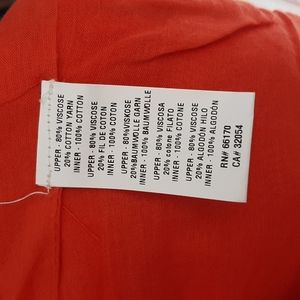 UPPER - 80% VISCOSE
20% COTTON YARN
INNER - 100% COTTON
UPPER - 80% VISCOSE
20% FIL DE COTON
INNER - 100% COTON
UPPER - 80%VISKOSE
20%BAUMWOLLE GARN
INNER - 100% BAUMWOLLE
UPPER - 80% VISCOSA
20% cotone FILATO
INNER - 100% COTONE
UPPER - 80% VISCOSE
20% ALGODÓN HILO
INNER - 100% ALGODÓN
RN# 66170
CA# 32054